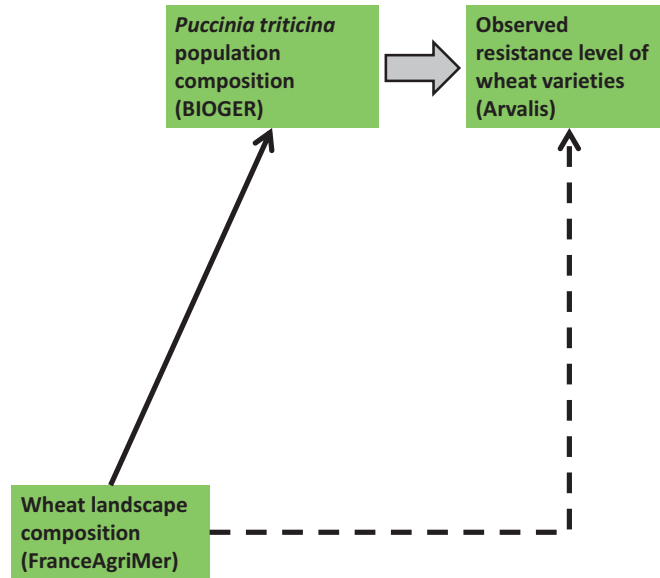 Puccinia triticina
population
composition
(BIOGER)
Observed
resistance level of
wheat varieties
(Arvalis)
Wheat landscape
composition
(FranceAgriMer)